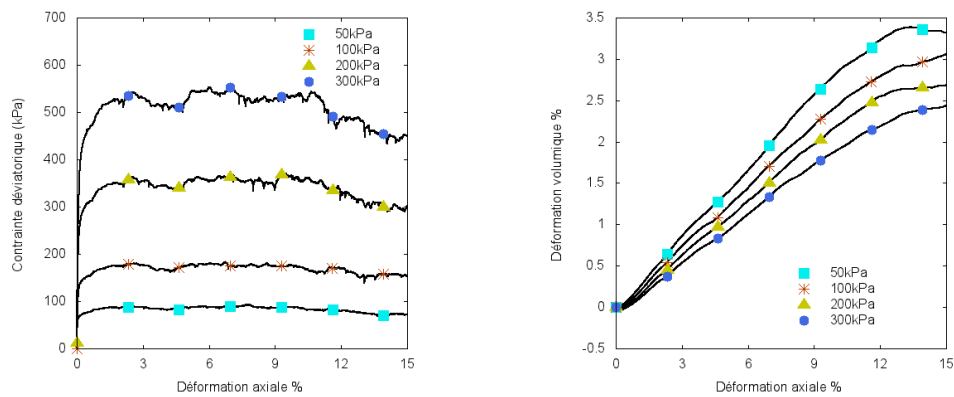 700
600
500
400
300
200
100
0
0
3
6
9
12
15
Contrainte déviatorique (kPa)
Déformation axiale %
50kPa
100kPa
200kPa
300kPa
3.5
3
2.5
2
1.5
1
0.5
0
-0.5
0
3
6
9
12
15
Déformation volumique %
Déformation axiale %
50kPa
100kPa
200kPa
300kPa